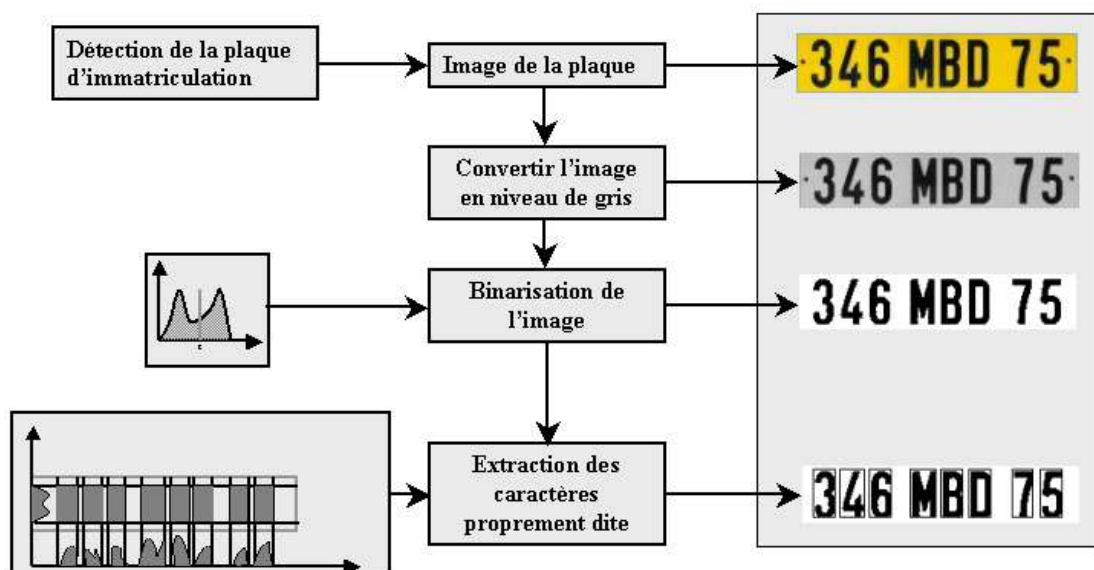 Détection de la plaque
d'immatriculation
Image de la plaque
346 MBD 75
Convertir l'image
en niveau de gris
346 MBD 75
Binarisation de
l'image
346 MBD 75
Extraction des
caractères
proprement dite
346 MBD 75